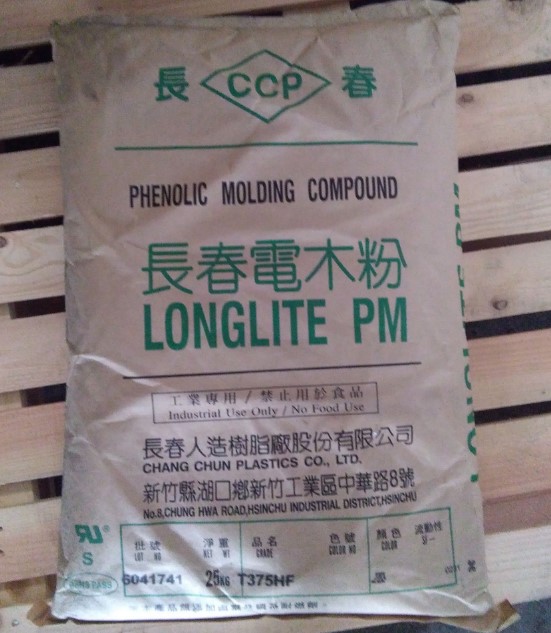 長 CCP 春
PHENOLIC MOLDING COMPOUND
長春電木粉
LONGLITE PM
工業專用 / 禁止用於食品
Industrial Use Only / No Food Use
長春人造樹脂廠股份有限公司
CHANG CHUN PLASTICS CO., LTD.
新竹縣湖口鄉新竹工業區中華路8號
No.8,CHUNG HWA ROAD,HSINCHU INDUSTRIAL DISTRICT,HSINCHU
批號 淨重 品名 色號 顏色 流動性
LOT NO NET WT GRADE COLOR NO COLOR
S041741 25KG T375HF
S